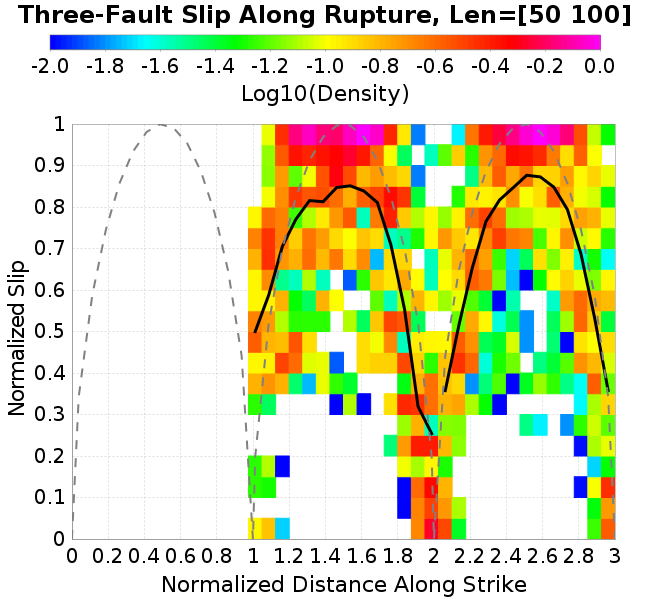 Three-Fault Slip Along Rupture, Len=[50 100]
-2.0 -1.8 -1.6 -1.4 -1.2 -1.0 -0.8 -0.6 -0.4 -0.2 0.0
Log10(Density)
1
0.9
0.8
0.7
0.6
0.5
0.4
0.3
0.2
0.1
0
Normalized Slip
0 0.2 0.4 0.6 0.8 1 1.2 1.4 1.6 1.8 2 2.2 2.4 2.6 2.8 3
Normalized Distance Along Strike